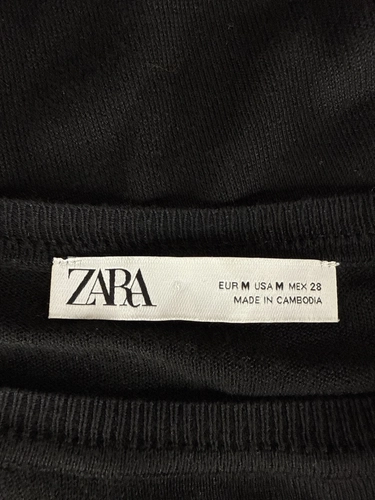 ZARA
EUR M USA M MEX 28
MADE IN CAMBODIA